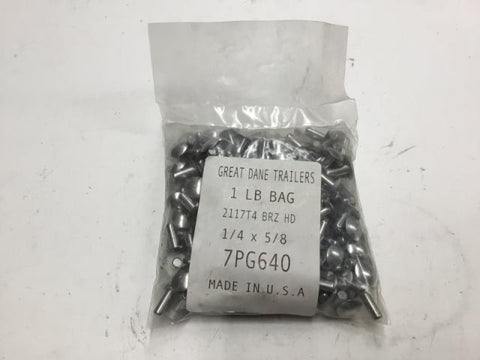 GREAT DANE TRAILERS
1 LB BAG
2117T4 BRZ HD
1/4 x 5/8
7PG640
MADE IN U.S.A